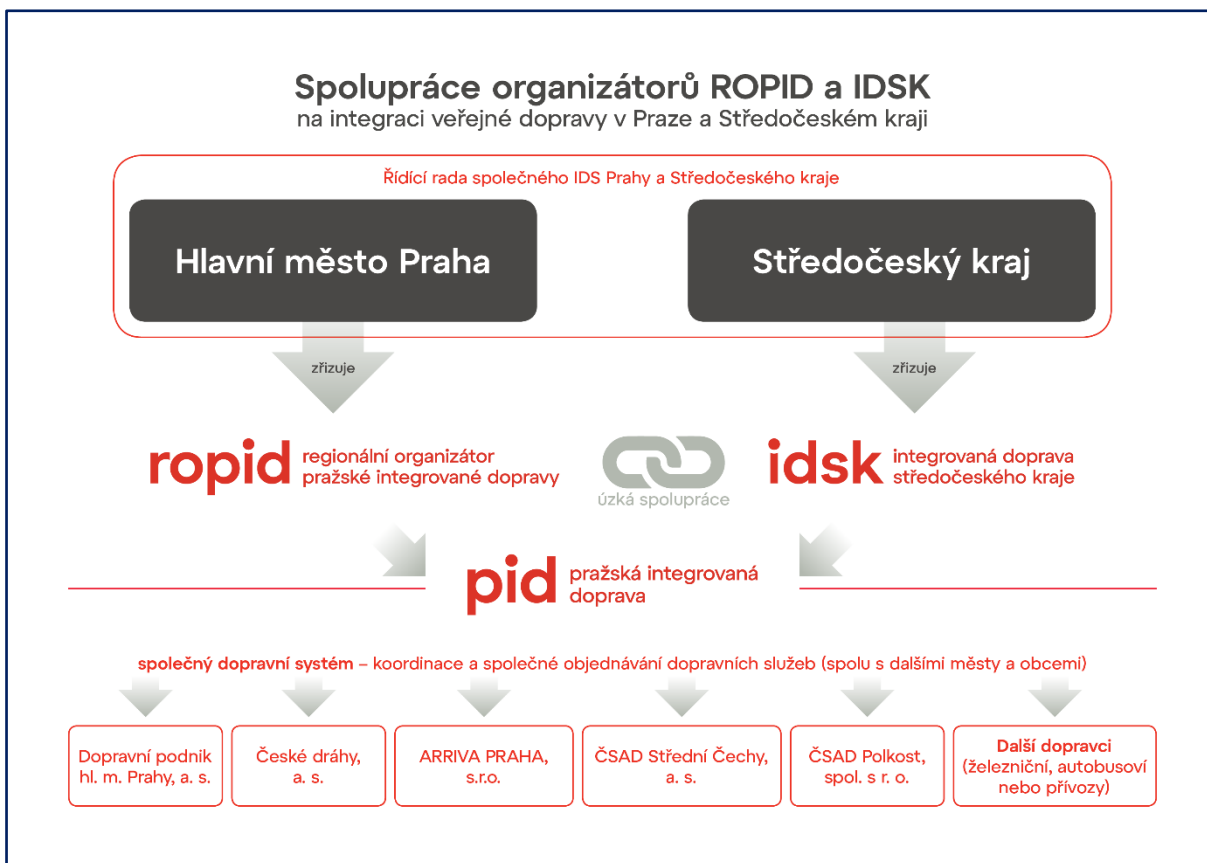 Spolupráce organizátorů ROPID a IDSK
na integraci veřejné dopravy v Praze a Středočeském kraji
Řídící rada společného IDS Prahy a Středočeského kraje
Hlavní město Praha
Středočeský kraj
zřizuje
zřizuje
ropid
regionální organizátor
pražské integrované dopravy
úzká spolupráce
idsk
integrovaná doprava
středočeského kraje
pid
pražská integrovaná
doprava
společný dopravní systém – koordinace a společné objednávání dopravních služeb (spolu s dalšími městy a obcemi)
Dopravní podnik
hl. m. Prahy, a. s.
České dráhy,
a. s.
ARRIVA PRAHA,
s.r.o.
ČSAD Střední Čechy,
a. s.
ČSAD Polkost,
spol. s r. o.
Další dopravci
(železniční, autobusoví
nebo přívozy)